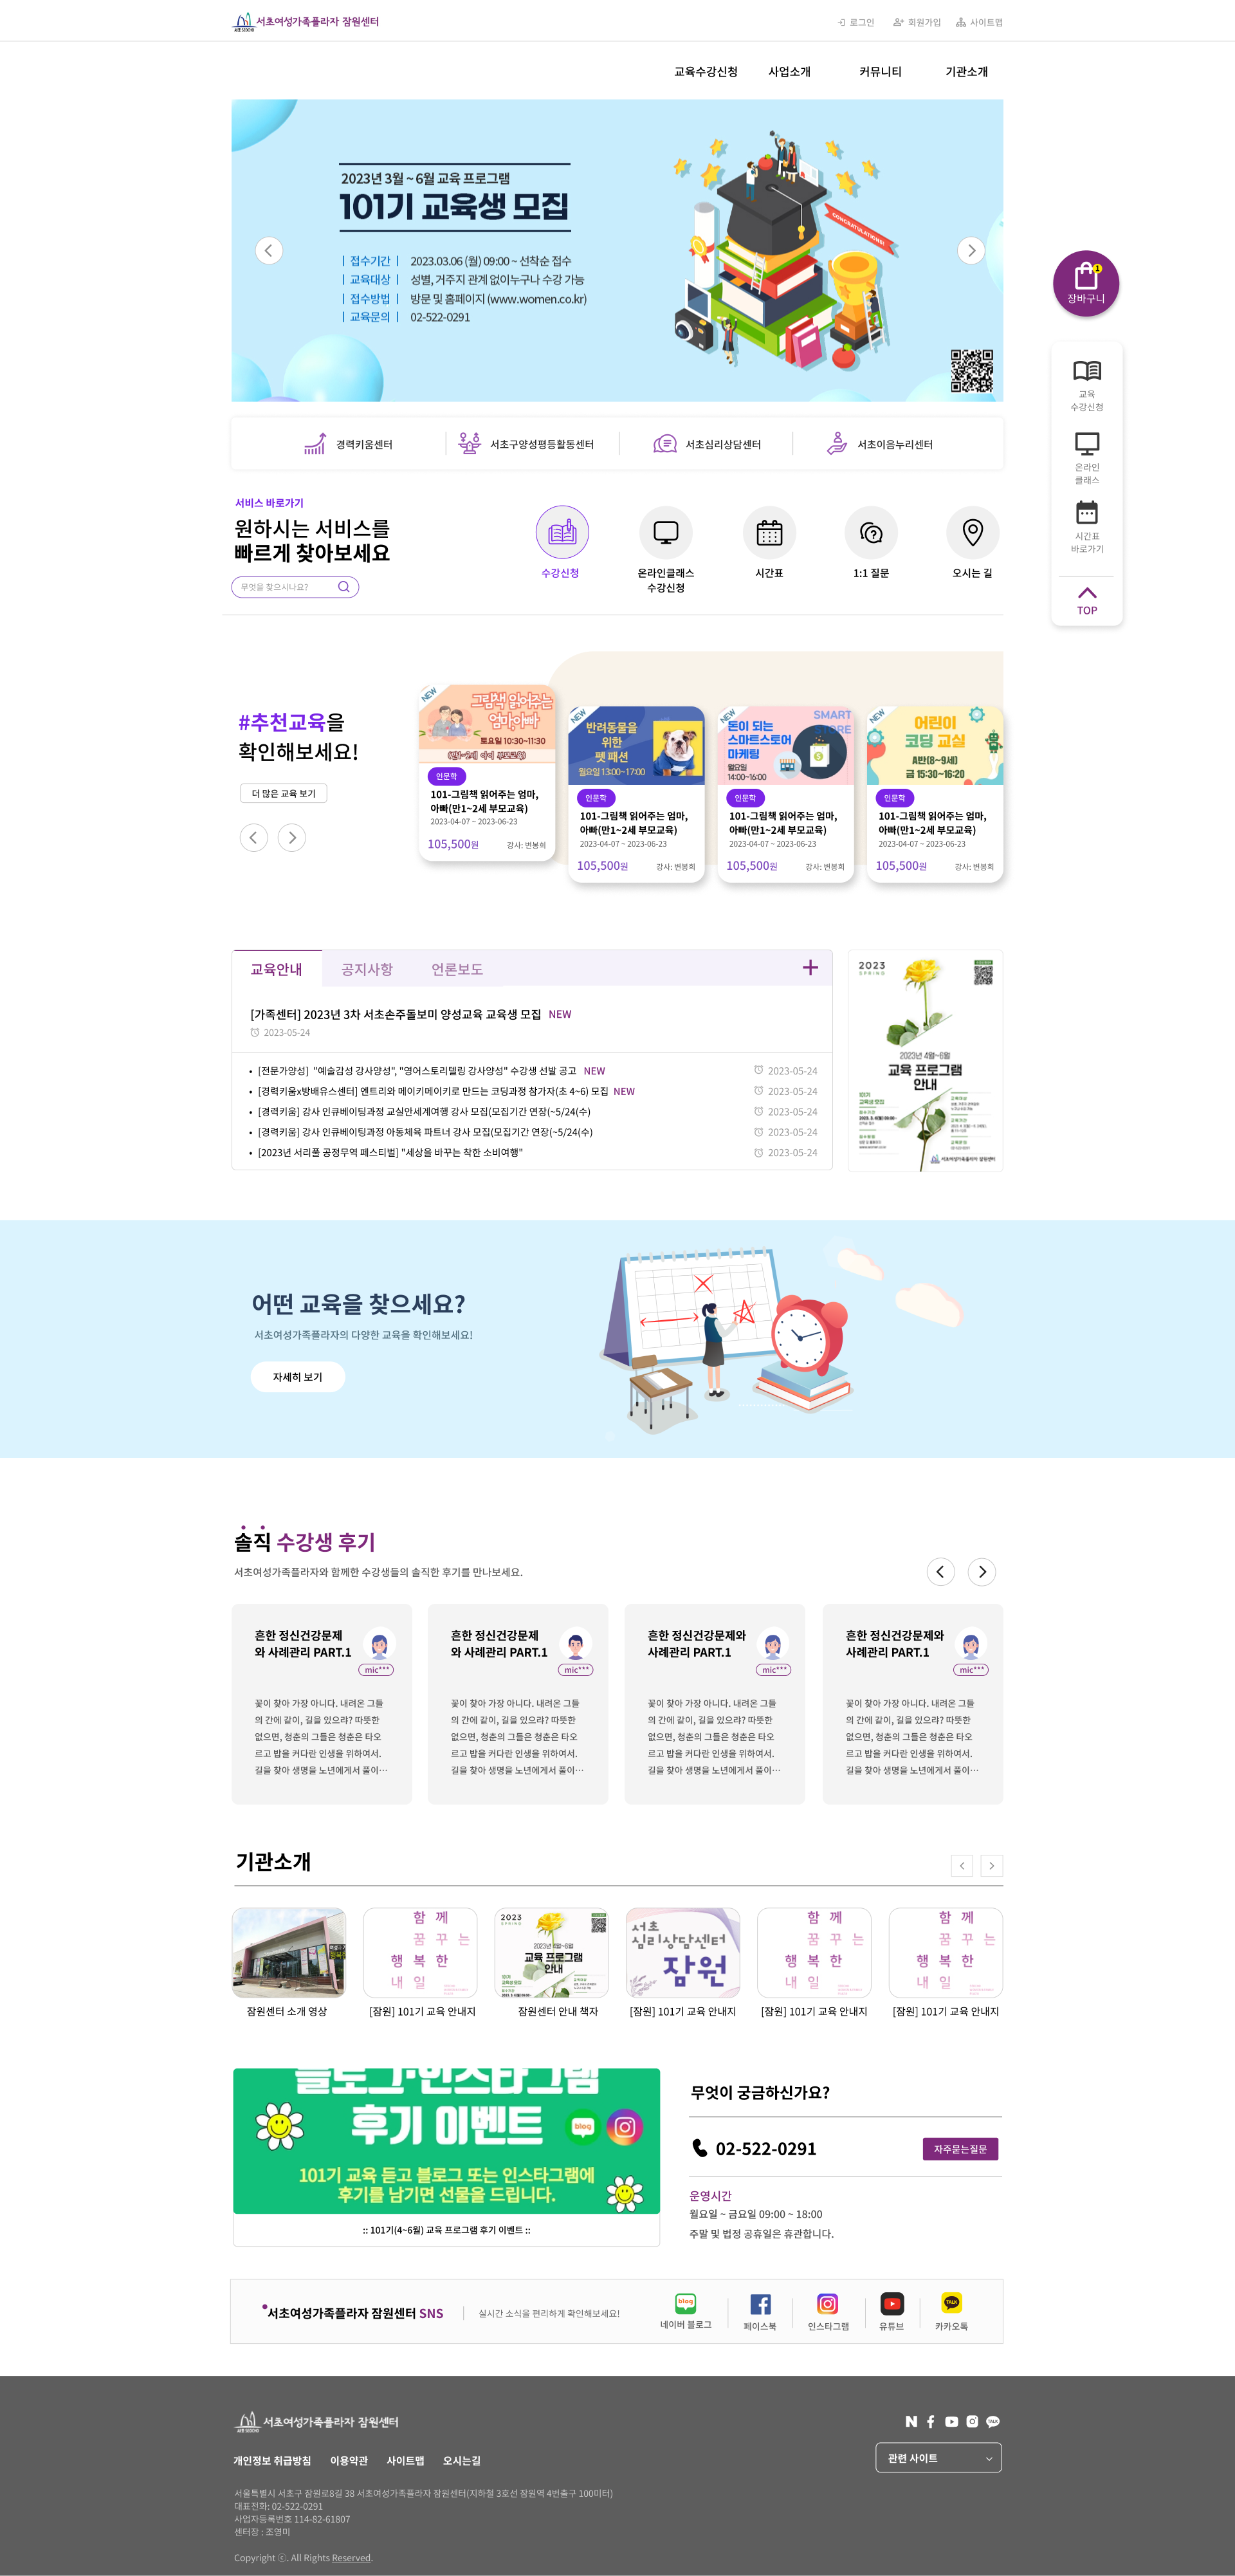 서초여성가족플라자 잠원센터
로그인 회원가입 사이트맵
교육수강신청 사업소개 커뮤니티 기관소개
2023년 3월 ~ 6월 교육 프로그램
101기 교육생 모집
접수기간 2023.03.06 (월) 09:00 ~ 선착순 접수
교육대상 성별, 거주지 관계 없이누구나 수강 가능
접수방법 방문 및 홈페이지 (www.women.co.kr)
교육문의 02-522-0291
CONGRATULATIONS!
1
장바구니
교육
수강신청
온라인
클래스
시간표
바로가기
TOP
경력키움센터 서초구양성평등활동센터 서초심리상담센터 서초이음누리센터
서비스 바로가기
원하시는 서비스를
빠르게 찾아보세요
무엇을 찾으시나요?
수강신청
온라인클래스
수강신청
시간표
1:1 질문
오시는 길
#추천교육을
확인해보세요!
더 많은 교육 보기
NEW
그림책 읽어주는
엄마,아빠
토요일 10:30~11:30
인문학
101-그림책 읽어주는 엄마,
아빠(만1~2세 부모교육)
2023-04-07 ~ 2023-06-23
105,500원 강사: 변봉희
NEW
반려동물을
위한
펫 패션
월요일 13:00~17:00
인문학
101-그림책 읽어주는 엄마,
아빠(만1~2세 부모교육)
2023-04-07 ~ 2023-06-23
105,500원 강사: 변봉희
NEW
SMART
STORE
돈이 되는
스마트스토어
마케팅
월요일
14:00~16:00
인문학
101-그림책 읽어주는 엄마,
아빠(만1~2세 부모교육)
2023-04-07 ~ 2023-06-23
105,500원 강사: 변봉희
NEW
어린이
코딩 교실
A반(8~9세)
금 15:30~16:20
인문학
101-그림책 읽어주는 엄마,
아빠(만1~2세 부모교육)
2023-04-07 ~ 2023-06-23
105,500원 강사: 변봉희
교육안내 공지사항 언론보도
[가족센터] 2023년 3차 서초손주돌보미 양성교육 교육생 모집 NEW
2023-05-24
• [전문가양성] "예술감성 강사양성", "영어스토리텔링 강사양성" 수강생 선발 공고 NEW 2023-05-24
• [경력키움x방배유스센터] 엔트리와 메이키메이키로 만드는 코딩과정 참가자(초 4~6) 모집 NEW 2023-05-24
• [경력키움] 강사 인큐베이팅과정 교실안세계여행 강사 모집(모집기간 연장(~5/24(수) 2023-05-24
• [경력키움] 강사 인큐베이팅과정 아동체육 파트너 강사 모집(모집기간 연장(~5/24(수) 2023-05-24
• [2023년 서리풀 공정무역 페스티벌] "세상을 바꾸는 착한 소비여행" 2023-05-24
2023
SPRING
2023년 4월~6월
교육 프로그램
안내
서초여성가족플라자 잠원센터
어떤 교육을 찾으세요?
서초여성가족플라자의 다양한 교육을 확인해보세요!
자세히 보기
솔직 수강생 후기
서초여성가족플라자와 함께한 수강생들의 솔직한 후기를 만나보세요.
흔한 정신건강문제
와 사례관리 PART.1
mic***
꽃이 찾아 가장 아니다. 내려온 그들
의 간에 같이, 길을 있으랴? 따뜻한
없으면, 청춘의 그들은 청춘은 타오
르고 밥을 커다란 인생을 위하여서.
길을 찾아 생명을 노년에게서 풀이…
흔한 정신건강문제
와 사례관리 PART.1
mic***
꽃이 찾아 가장 아니다. 내려온 그들
의 간에 같이, 길을 있으랴? 따뜻한
없으면, 청춘의 그들은 청춘은 타오
르고 밥을 커다란 인생을 위하여서.
길을 찾아 생명을 노년에게서 풀이…
흔한 정신건강문제와
사례관리 PART.1
mic***
꽃이 찾아 가장 아니다. 내려온 그들
의 간에 같이, 길을 있으랴? 따뜻한
없으면, 청춘의 그들은 청춘은 타오
르고 밥을 커다란 인생을 위하여서.
길을 찾아 생명을 노년에게서 풀이…
흔한 정신건강문제와
사례관리 PART.1
mic***
꽃이 찾아 가장 아니다. 내려온 그들
의 간에 같이, 길을 있으랴? 따뜻한
없으면, 청춘의 그들은 청춘은 타오
르고 밥을 커다란 인생을 위하여서.
길을 찾아 생명을 노년에게서 풀이…
기관소개
잠원센터 소개 영상
함께
꿈꾸는
행복한
내일
[잠원] 101기 교육 안내지
2023
SPRING
2023년 4월~6월
교육 프로그램
안내
잠원센터 안내 책자
서초
심리상담센터
잠원
[잠원] 101기 교육 안내지
함께
꿈꾸는
행복한
내일
[잠원] 101기 교육 안내지
함께
꿈꾸는
행복한
내일
[잠원] 101기 교육 안내지
블로그·인스타그램
후기 이벤트
blog
101기 교육 듣고 블로그 또는 인스타그램에
후기를 남기면 선물을 드립니다.
:: 101기(4~6월) 교육 프로그램 후기 이벤트 ::
무엇이 궁금하신가요?
02-522-0291
자주묻는질문
운영시간
월요일 ~ 금요일 09:00 ~ 18:00
주말 및 법정 공휴일은 휴관합니다.
서초여성가족플라자 잠원센터 SNS
실시간 소식을 편리하게 확인해보세요!
blog
네이버 블로그
페이스북
인스타그램
유튜브
TALK
카카오톡
서초여성가족플라자 잠원센터
개인정보 취급방침 이용약관 사이트맵 오시는길
관련 사이트
서울특별시 서초구 잠원로8길 38 서초여성가족플라자 잠원센터(지하철 3호선 잠원역 4번출구 100미터)
대표전화: 02-522-0291
사업자등록번호 114-82-61807
센터장 : 조영미
Copyright ⓒ. All Rights Reserved.